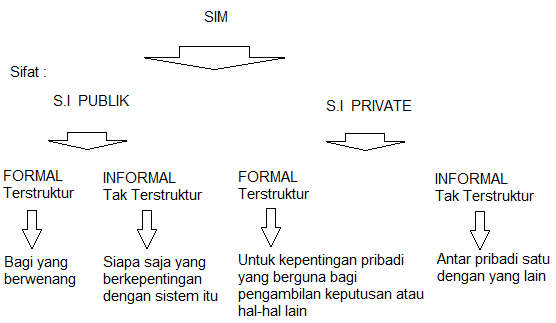 SIM
Sifat :
S.I PUBLIK
S.I PRIVATE
FORMAL
Terstruktur
INFORMAL
Tak Terstruktur
FORMAL
Terstruktur
INFORMAL
Tak Terstruktur
Bagi yang
berwenang
Siapa saja yang
berkepentingan
dengan sistem itu
Untuk kepentingan pribadi
yang berguna bagi
pengambilan keputusan atau
hal-hal lain
Antar pribadi satu
dengan yang lain